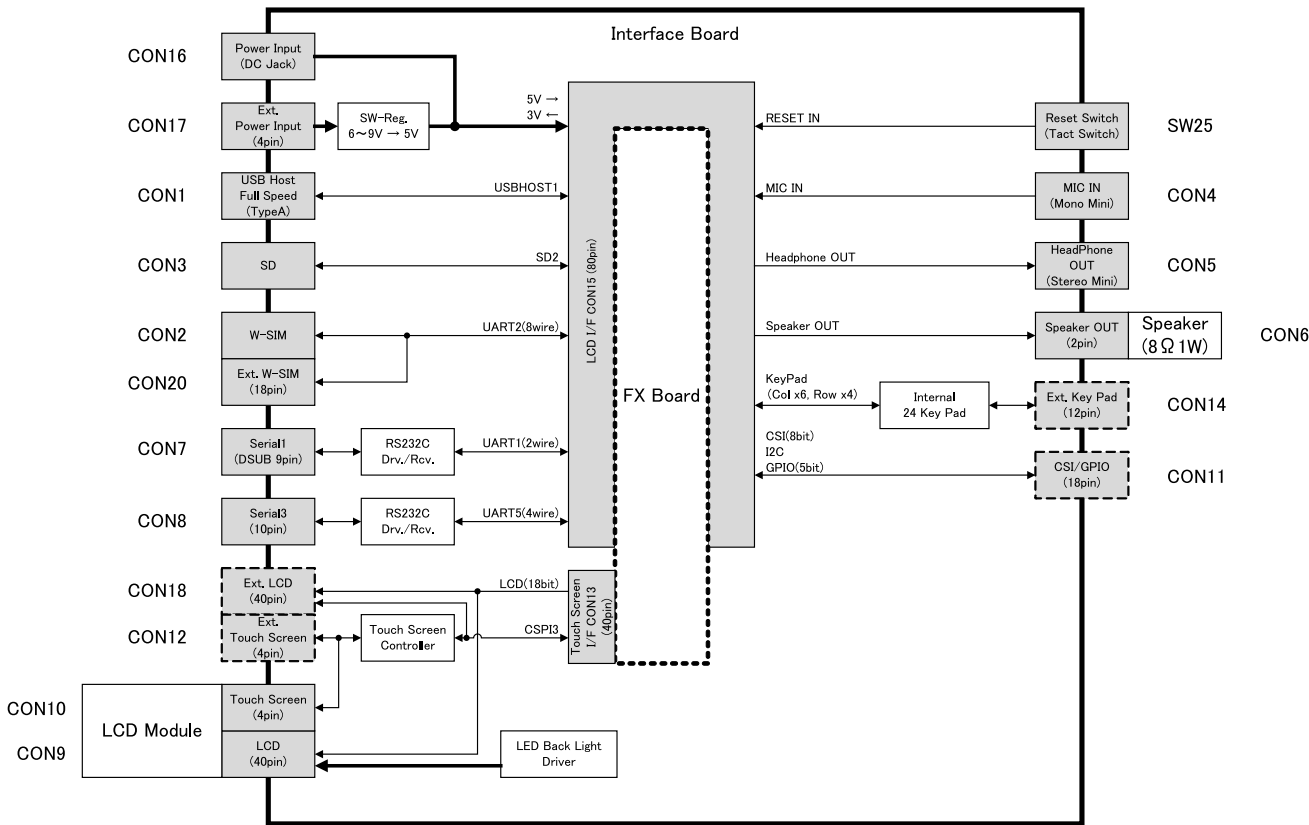 Interface Board
CON16
Power Input
(DC Jack)
CON17
Ext.
Power Input
(4pin)
SW-Reg.
6～9V → 5V
5V →
3V ←
CON1
USB Host
Full Speed
(TypeA)
USBHOST1
CON3
SD
SD2
CON2
W-SIM
UART2(8wire)
CON20
Ext. W-SIM
(18pin)
CON7
Serial1
(DSUB 9pin)
RS232C
Drv./Rcv.
UART1(2wire)
CON8
Serial3
(10pin)
RS232C
Drv./Rcv.
UART5(4wire)
CON18
Ext. LCD
(40pin)
LCD(18bit)
CON12
Ext.
Touch Screen
(4pin)
Touch Screen
Controller
CSPI3
CON10
Touch Screen
(4pin)
LCD Module
CON9
LCD
(40pin)
LED Back Light
Driver
LCD I/F CON15 (80pin)
Touch Screen
I/F CON13
(40pin)
FX Board
RESET IN
Reset Switch
(Tact Switch)
SW25
MIC IN
MIC IN
(Mono Mini)
CON4
Headphone OUT
HeadPhone
OUT
(Stereo Mini)
CON5
Speaker OUT
Speaker OUT
(2pin)
Speaker
(8Ω 1W)
CON6
KeyPad
(Col x6, Row x4)
Internal
24 Key Pad
Ext. Key Pad
(12pin)
CON14
CSI(8bit)
I2C
GPIO(5bit)
CSI/GPIO
(18pin)
CON11